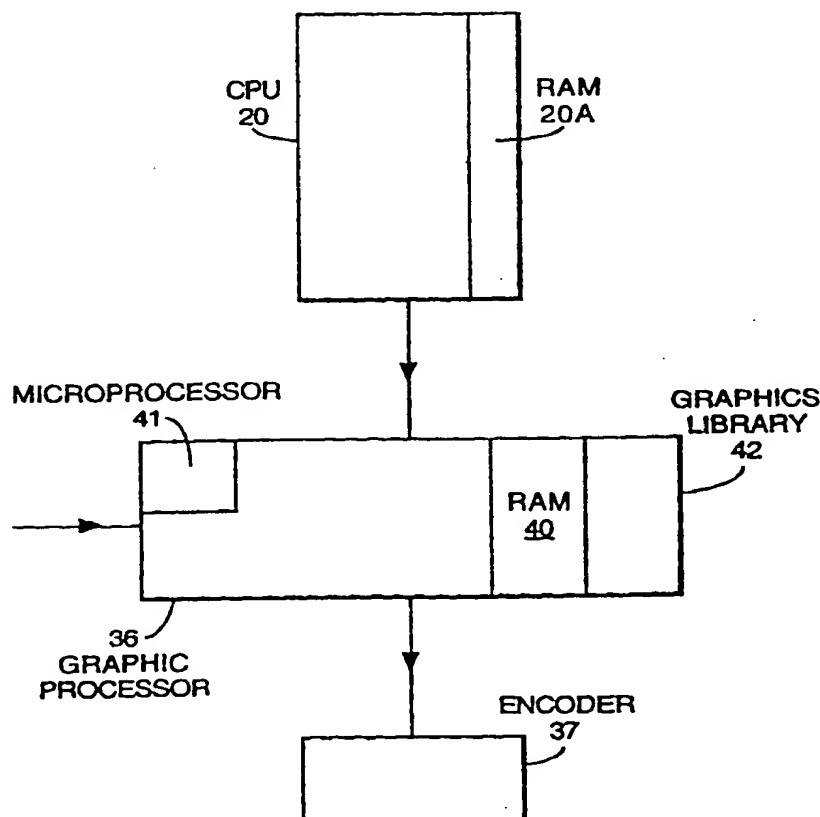 CPU
20
RAM
20A
MICROPROCESSOR
41
GRAPHICS
LIBRARY
42
RAM
40
36
GRAPHIC
PROCESSOR
ENCODER
37